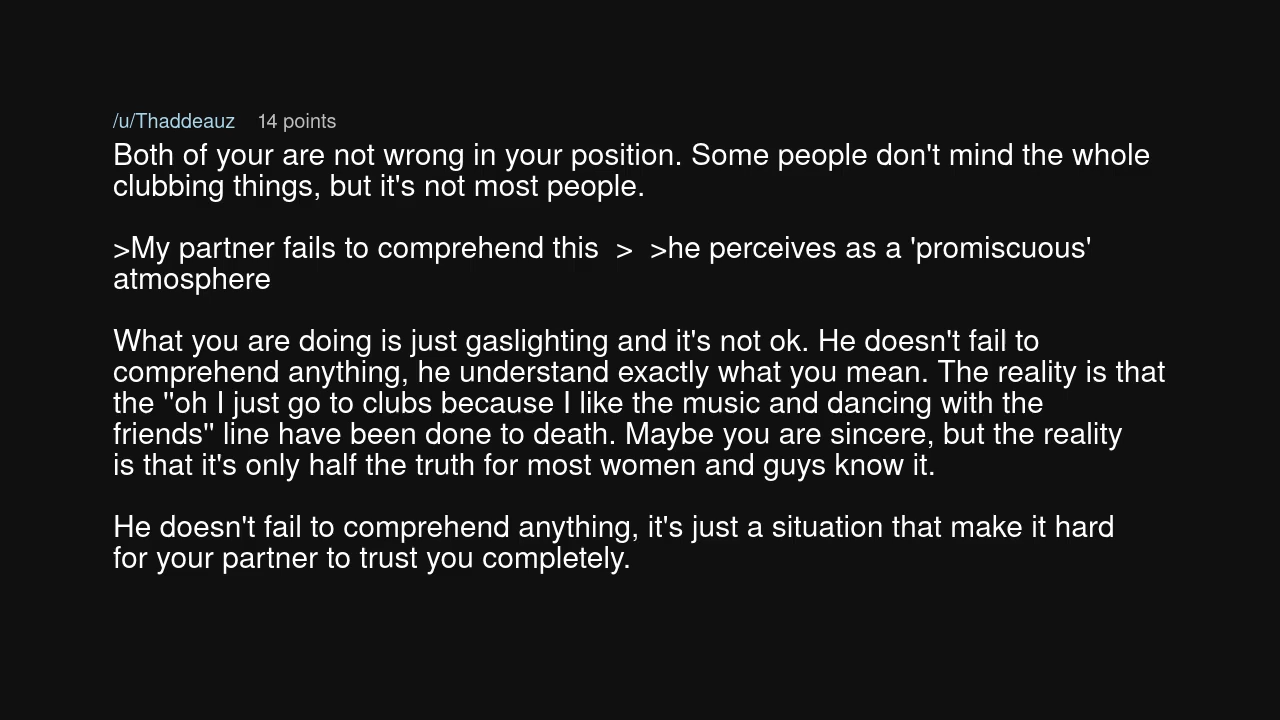 /u/Thaddeauz 14 points
Both of your are not wrong in your position. Some people don't mind the whole
clubbing things, but it's not most people.
>My partner fails to comprehend this > >he perceives as a 'promiscuous'
atmosphere
What you are doing is just gaslighting and it's not ok. He doesn't fail to
comprehend anything, he understand exactly what you mean. The reality is that
the "oh I just go to clubs because I like the music and dancing with the
friends" line have been done to death. Maybe you are sincere, but the reality
is that it's only half the truth for most women and guys know it.
He doesn't fail to comprehend anything, it's just a situation that make it hard
for your partner to trust you completely.